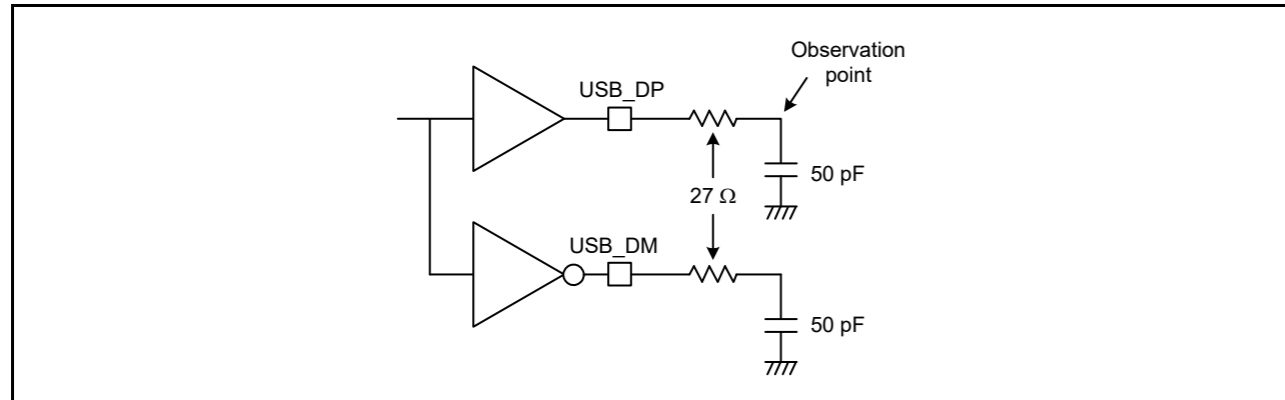 Observation
point
USB_DP
50 pF
27 Ω
USB_DM
50 pF